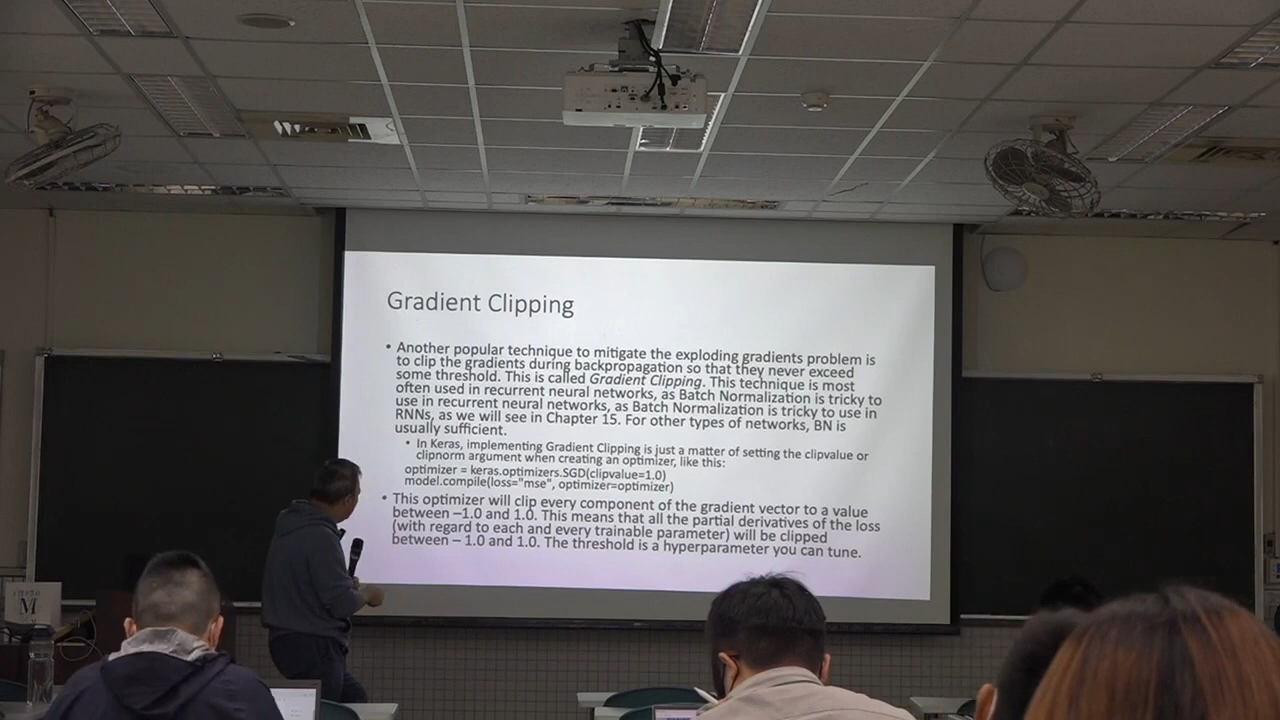 Gradient Clipping
• Another popular technique to mitigate the exploding gradients problem is
to clip the gradients during backpropagation so that they never exceed
some threshold. This is called Gradient Clipping. This technique is most
often used in recurrent neural networks, as Batch Normalization is tricky to
use in recurrent neural networks, as Batch Normalization is tricky to use in
RNNs, as we will see in Chapter 15. For other types of networks, BN is
usually sufficient.
• In Keras, implementing Gradient Clipping is just a matter of setting the clipvalue or
clipnorm argument when creating an optimizer, like this:
optimizer = keras.optimizers.SGD(clipvalue=1.0)
model.compile(loss="mse", optimizer=optimizer)
• This optimizer will clip every component of the gradient vector to a value
between –1.0 and 1.0. This means that all the partial derivatives of the loss
(with regard to each and every trainable parameter) will be clipped
between – 1.0 and 1.0. The threshold is a hyperparameter you can tune.
M